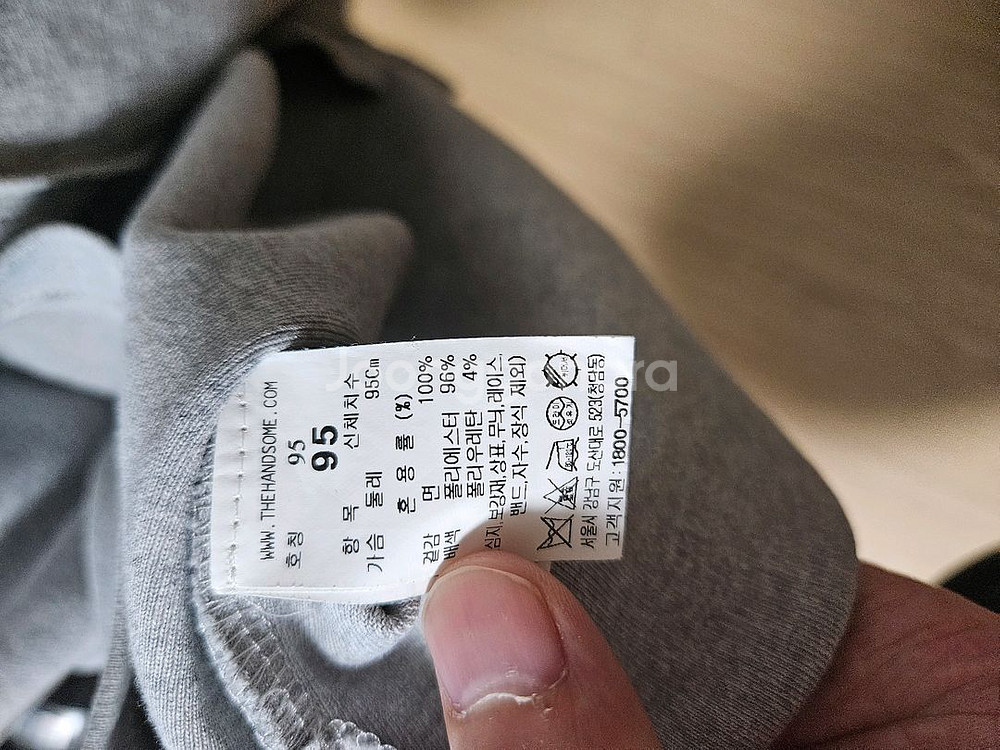 WWW.THEHANDSOME.COM
호칭 95
95
항 목 신체치수
가슴 둘레 95Cm
혼 용 률 (%)
겉감 면 100%
배색 폴리에스터 96%
폴리우레탄 4%
심지,보강재,상표,무늬,레이스,
밴드,자수,장식 제외)
드라이
서울시 강남구 도산대로 523(청담동)
고객지원:1800-5700